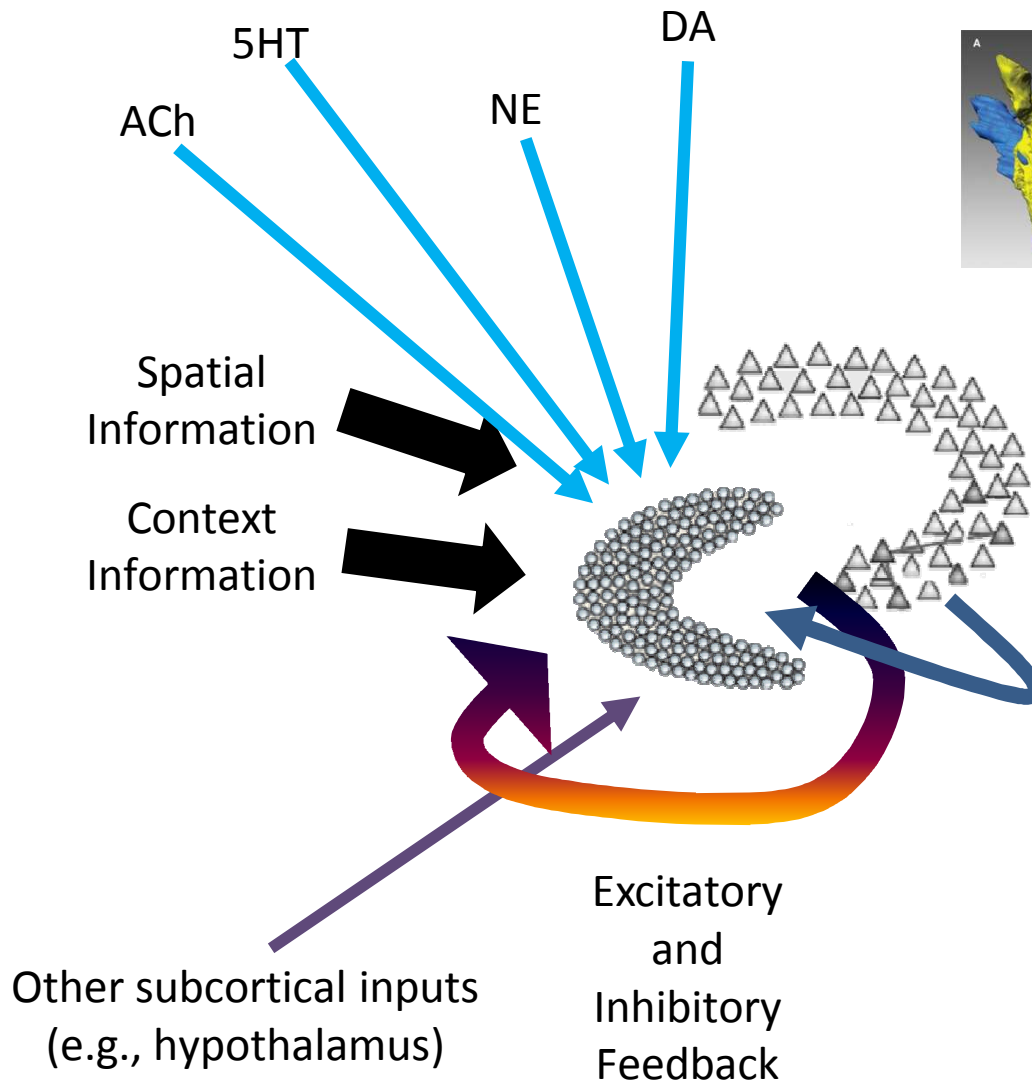 5HT
DA
ACh
NE
A
Spatial
Information
Context
Information
Excitatory
and
Inhibitory
Feedback
Other subcortical inputs
(e.g., hypothalamus)